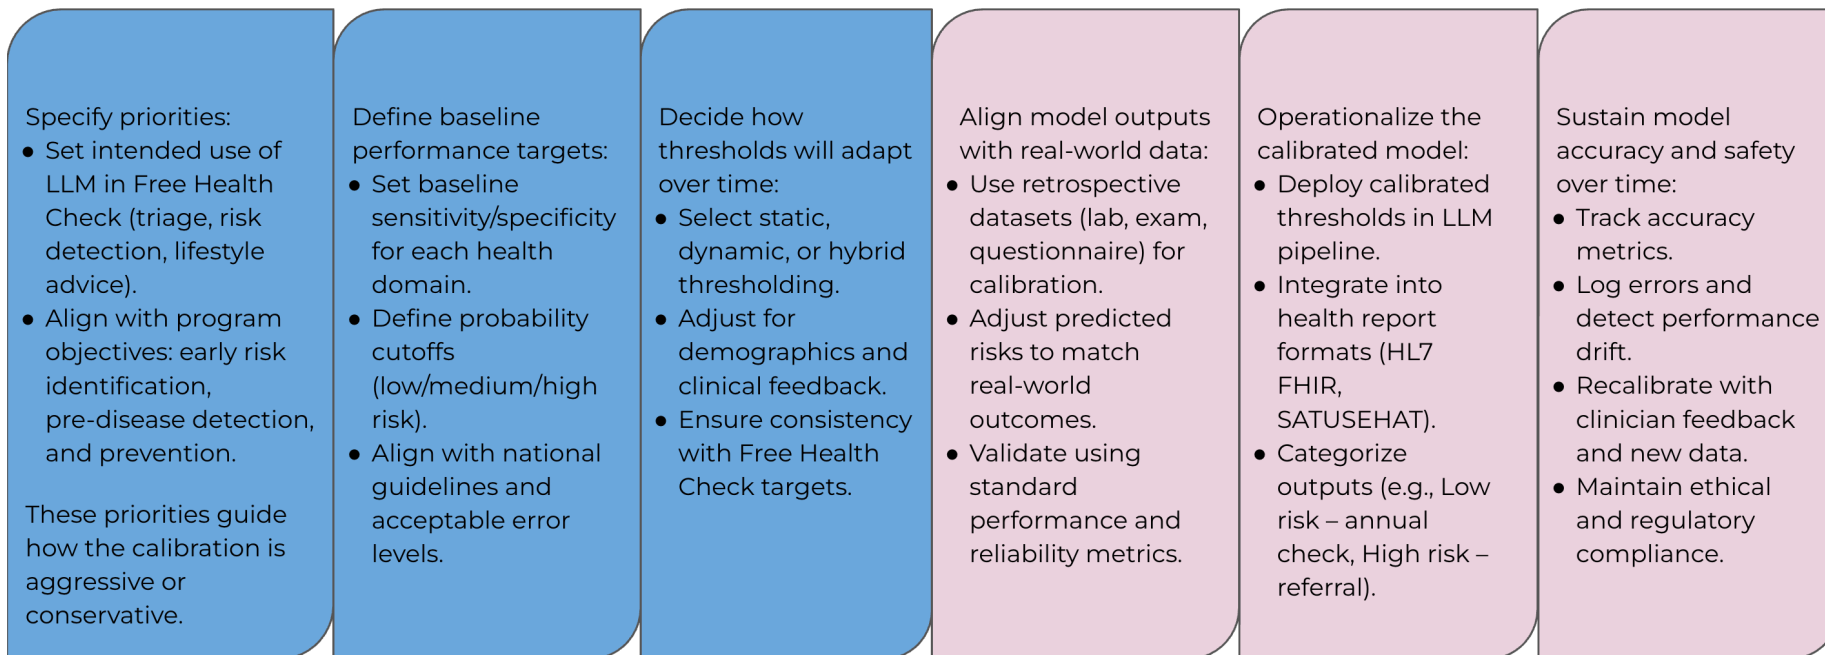 Specify priorities:
● Set intended use of
LLM in Free Health
Check (triage, risk
detection, lifestyle
advice).
● Align with program
objectives: early risk
identification,
pre-disease detection,
and prevention.
These priorities guide
how the calibration is
aggressive or
conservative.
Define baseline
performance targets:
● Set baseline
sensitivity/specificity
for each health
domain.
● Define probability
cutoffs
(low/medium/high
risk).
● Align with national
guidelines and
acceptable error
levels.
Decide how
thresholds will adapt
over time:
● Select static,
dynamic, or hybrid
thresholding.
● Adjust for
demographics and
clinical feedback.
● Ensure consistency
with Free Health
Check targets.
Align model outputs
with real-world data:
● Use retrospective
datasets (lab, exam,
questionnaire) for
calibration.
● Adjust predicted
risks to match
real-world
outcomes.
● Validate using
standard
performance and
reliability metrics.
Operationalize the
calibrated model:
● Deploy calibrated
thresholds in LLM
pipeline.
● Integrate into
health report
formats (HL7
FHIR,
SATUSEHAT).
● Categorize
outputs (e.g., Low
risk – annual
check, High risk –
referral).
Sustain model
accuracy and safety
over time:
● Track accuracy
metrics.
● Log errors and
detect performance
drift.
● Recalibrate with
clinician feedback
and new data.
● Maintain ethical
and regulatory
compliance.